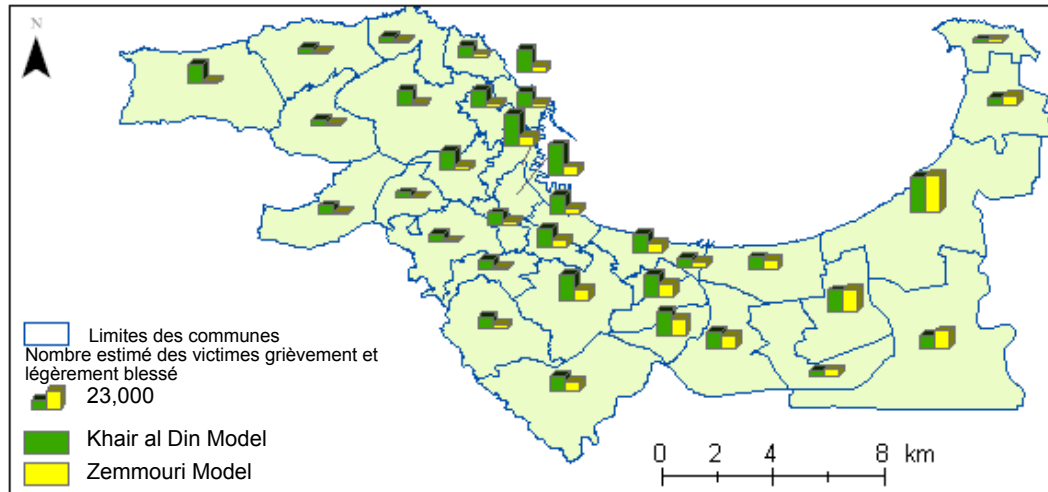 N
Limites des communes
Nombre estimé des victimes grièvement et
légèrement blessé
23,000
Khair al Din Model
Zemmouri Model
0 2 4 8 km